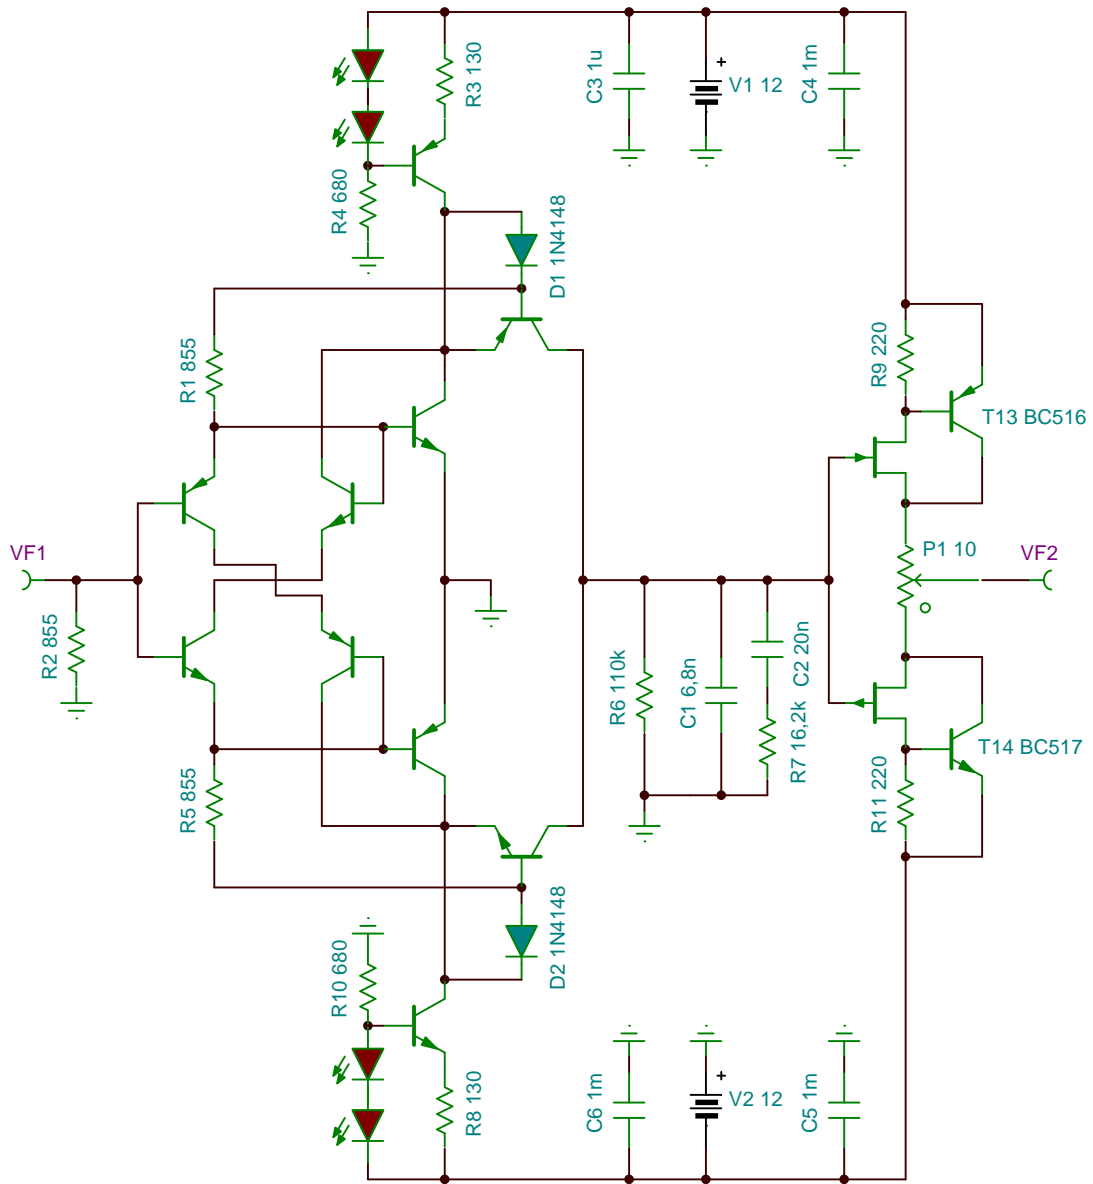 R3 130
C3 1u
+
V1 12
C4 1m
R4 680
D1 1N4148
R1 855
R9 220
T13 BC516
VF1
P1 10
VF2
R2 855
R6 110k
C1 6,8n
R7 16,2k
C2 20n
T14 BC517
R5 855
R11 220
D2 1N4148
R10 680
R8 130
C6 1m
+
V2 12
C5 1m